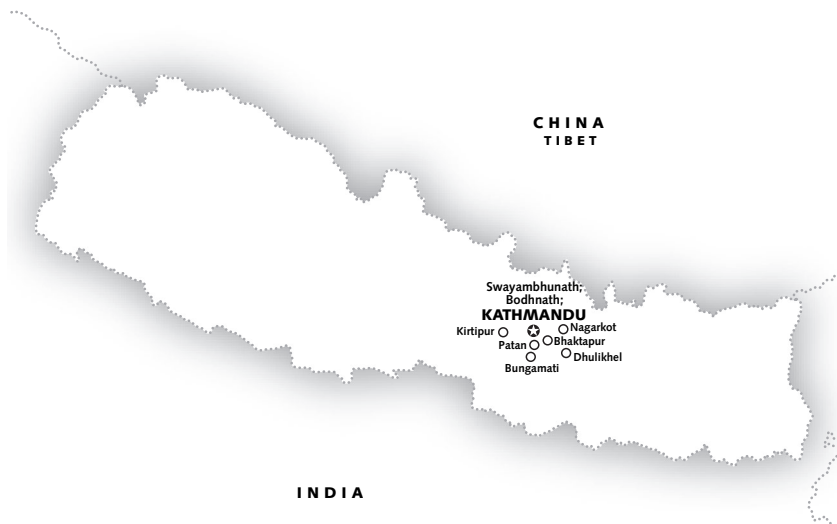 CHINA
TIBET
Swayambhunath;
Bodhnath;
KATHMANDU
Kirtipur
Nagarkot
Patan
Bhaktapur
Dhulikhel
Bungamati
INDIA